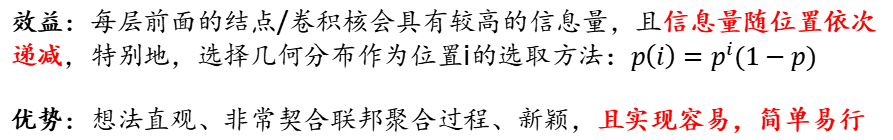 效益：每层前面的结点/卷积核会具有较高的信息量，且信息量随位置依次
递减，特别地，选择几何分布作为位置i的选取方法：p(i) = pⁱ(1 − p)
优势：想法直观、非常契合联邦聚合过程、新颖，且实现容易，简单易行